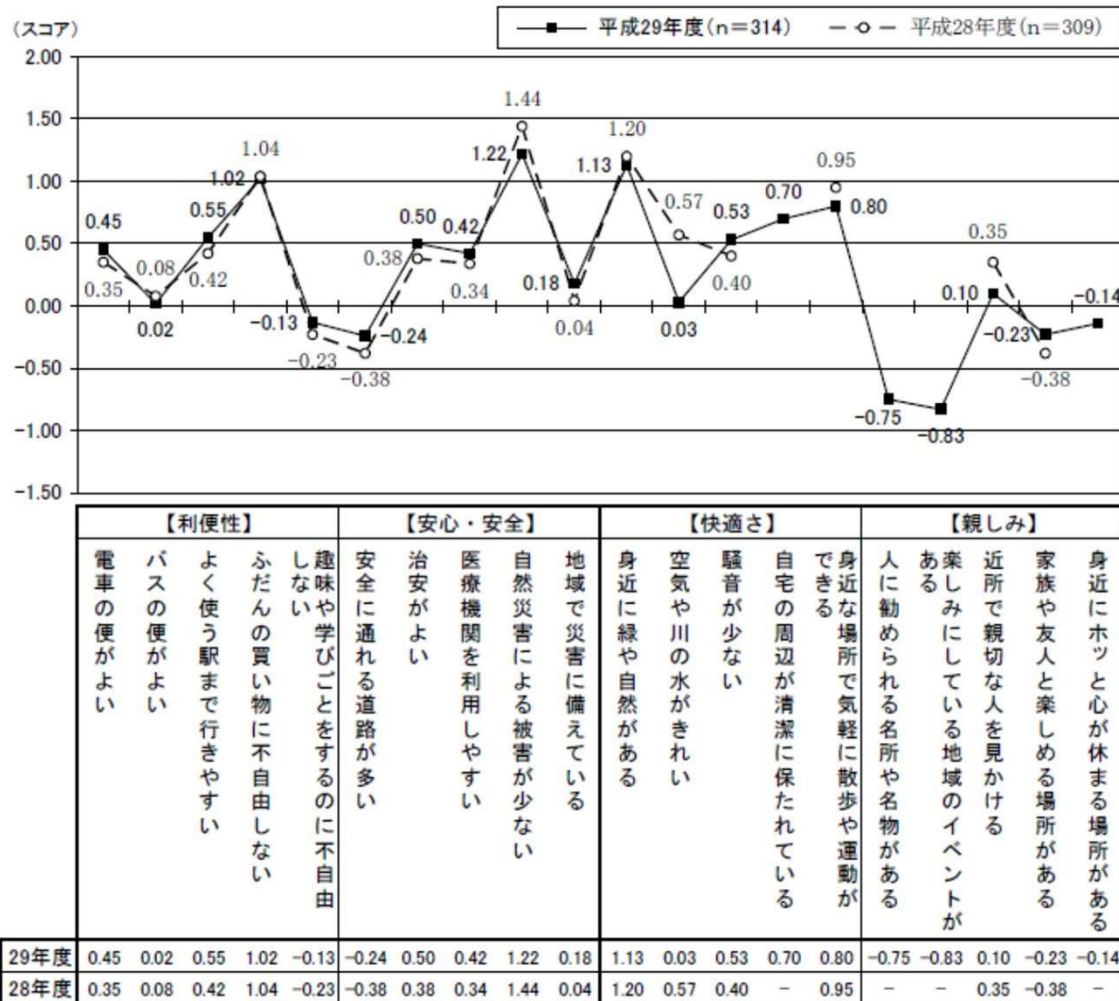 (スコア)
平成29年度(n=314)
平成28年度(n=309)
2.00
1.50
1.00
0.50
0.00
-0.50
-1.00
-1.50
0.45
0.02
0.55
1.02
-0.13
-0.24
0.50
0.42
1.22
0.18
1.13
0.03
0.53
0.70
0.80
-0.75
-0.83
0.10
-0.23
-0.14
0.35
0.08
0.42
1.04
-0.23
-0.38
0.38
0.34
1.44
0.04
1.20
0.57
0.40
0.95
0.35
-0.38
【利便性】
電車の便がよい
バスの便がよい
よく使う駅まで行きやすい
ふだんの買い物に不自由しない
趣味や学びごとをするのに不自由
しない
【安心・安全】
安全に通れる道路が多い
治安がよい
医療機関を利用しやすい
自然災害による被害が少ない
地域で災害に備えている
【快適さ】
身近に緑や自然がある
空気や川の水がきれい
騒音が少ない
自宅の周辺が清潔に保たれている
身近な場所で気軽に散歩や運動が
できる
【親しみ】
人に勧められる名所や名物がある
楽しみにしている地域のイベントが
ある
近所で親切な人を見かける
家族や友人と楽しめる場所がある
身近にホッと心が休まる場所がある
29年度 0.45 0.02 0.55 1.02 -0.13 -0.24 0.50 0.42 1.22 0.18 1.13 0.03 0.53 0.70 0.80 -0.75 -0.83 0.10 -0.23 -0.14
28年度 0.35 0.08 0.42 1.04 -0.23 -0.38 0.38 0.34 1.44 0.04 1.20 0.57 0.40 - 0.95 - - 0.35 -0.38 -